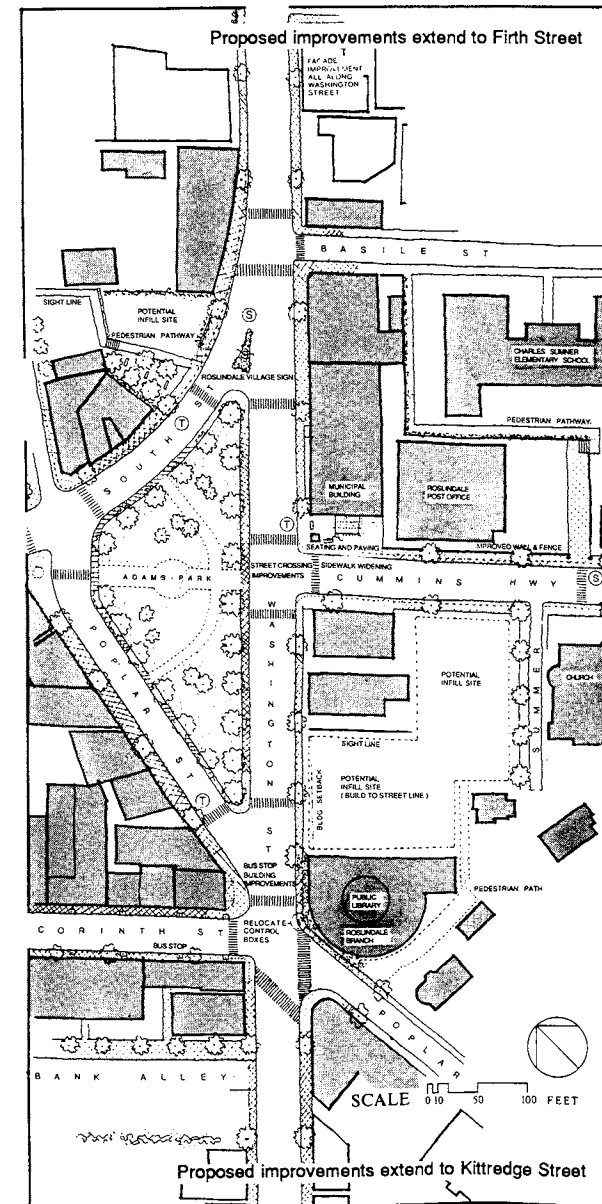 Proposed improvements extend to Firth Street
FACADE
IMPROVEMENT
ALL ALONG
WASHINGTON
STREET
BASILE ST
SIGHT LINE
POTENTIAL
INFILL SITE
PEDESTRIAN PATHWAY
S
CHARLES SUMNER
ELEMENTARY SCHOOL
ROSLINDALE VILLAGE SIGN
PEDESTRIAN PATHWAY
SOUTH ST
T
MUNICIPAL
BUILDING
ROSLINDALE
POST OFFICE
T
SEATING AND PAVING
IMPROVED WALL & FENCE
STREET CROSSING
IMPROVEMENTS
SIDEWALK WIDENING
CUMMINS HWY
S
ADAMS PARK
WASHINGTON ST
POPLAR ST
POTENTIAL
INFILL SITE
SUMMER
CHURCH
SIGHT LINE
BLDG SETBACK
POTENTIAL
INFILL SITE
(BUILD TO STREET LINE)
T
BUS STOP
BUILDING
IMPROVEMENTS
PEDESTRIAN PATH
PUBLIC
LIBRARY
ROSLINDALE
BRANCH
CORINTH ST
RELOCATE
CONTROL
BOXES
BUS STOP
POPLAR
BANK ALLEY
SCALE 0 10 50 100 FEET
Proposed improvements extend to Kittredge Street